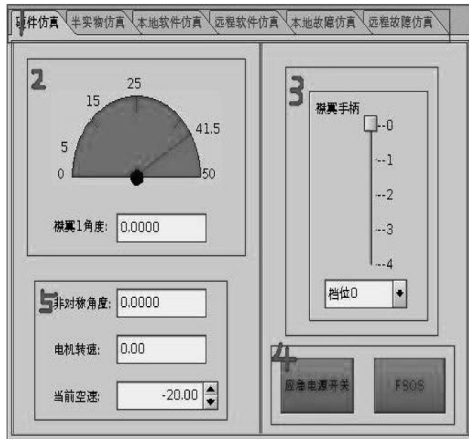 硬件仿真 半实物仿真 本地软件仿真 远程软件仿真 本地故障仿真 远程故障仿真
1
2
25
15
41.5
5
0
50
襟翼1角度: 0.0000
3
襟翼手柄
--0
--1
--2
--3
--4
档位0
5
非对称角度: 0.0000
电机转速: 0.00
当前空速: -20.00
4
应急电源开关
FSOS